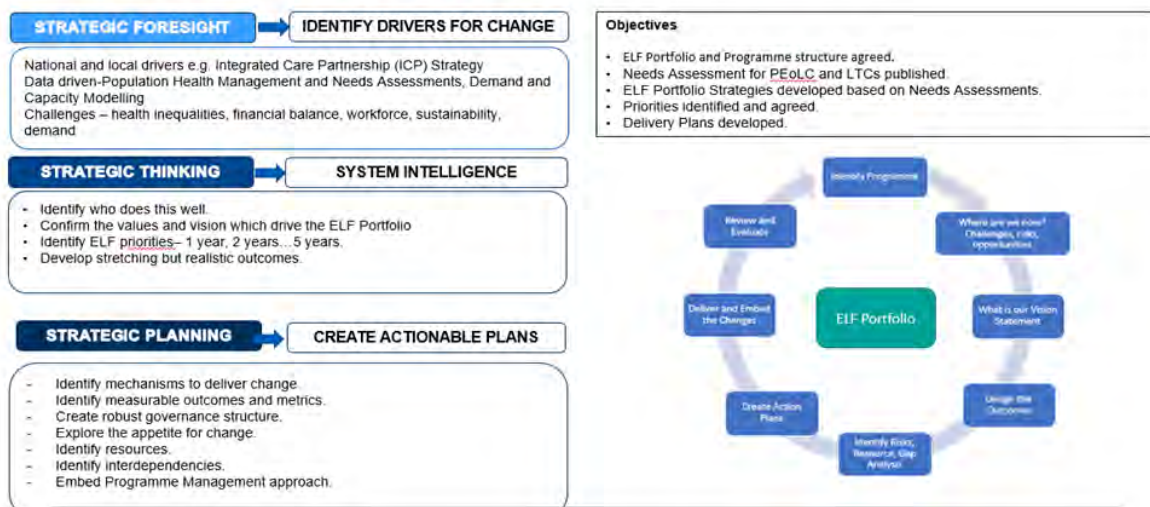 STRATEGIC FORESIGHT
IDENTIFY DRIVERS FOR CHANGE
National and local drivers e.g. Integrated Care Partnership (ICP) Strategy
Data driven-Population Health Management and Needs Assessments, Demand and
Capacity Modelling
Challenges – health inequalities, financial balance, workforce, sustainability,
demand
STRATEGIC THINKING
SYSTEM INTELLIGENCE
• Identify who does this well.
• Confirm the values and vision which drive the ELF Portfolio
• Identify ELF priorities– 1 year, 2 years…5 years.
• Develop stretching but realistic outcomes.
STRATEGIC PLANNING
CREATE ACTIONABLE PLANS
- Identify mechanisms to deliver change
- Identify measurable outcomes and metrics.
- Create robust governance structure.
- Explore the appetite for change.
- Identify resources.
- Identify interdependencies.
- Embed Programme Management approach.
Objectives
• ELF Portfolio and Programme structure agreed.
• Needs Assessment for PEoLC and LTCs published.
• ELF Portfolio Strategies developed based on Needs Assessments.
• Priorities identified and agreed.
• Delivery Plans developed.
Identify Programme
Where are we now?
Challenges, risks,
opportunities
What is our Vision
Statement
Design the
Outcomes
Identify Risks,
Resource, Gap
Analysis
Create Action
Plans
Deliver and Embed
the Changes
Review and
Evaluate
ELF Portfolio